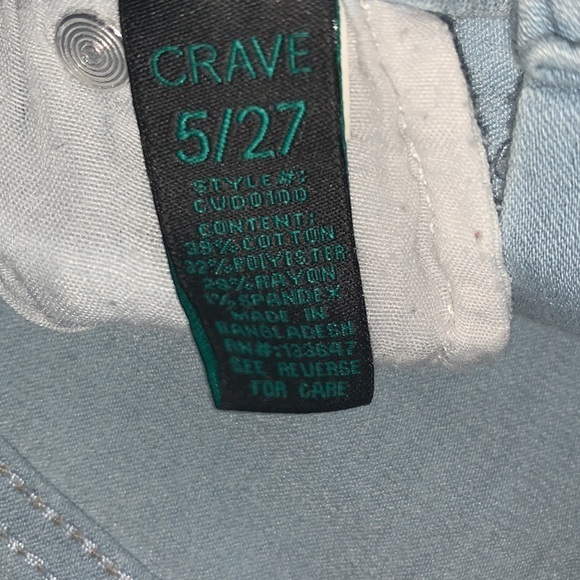 CRAVE
5/27
STYLE#:
CVD0100
CONTENT:
39%COTTON
32%POLYESTER
28%RAYON
1%SPANDEX
MADE IN
BANGLADESH
RN#:133647
SEE REVERSE
FOR CARE